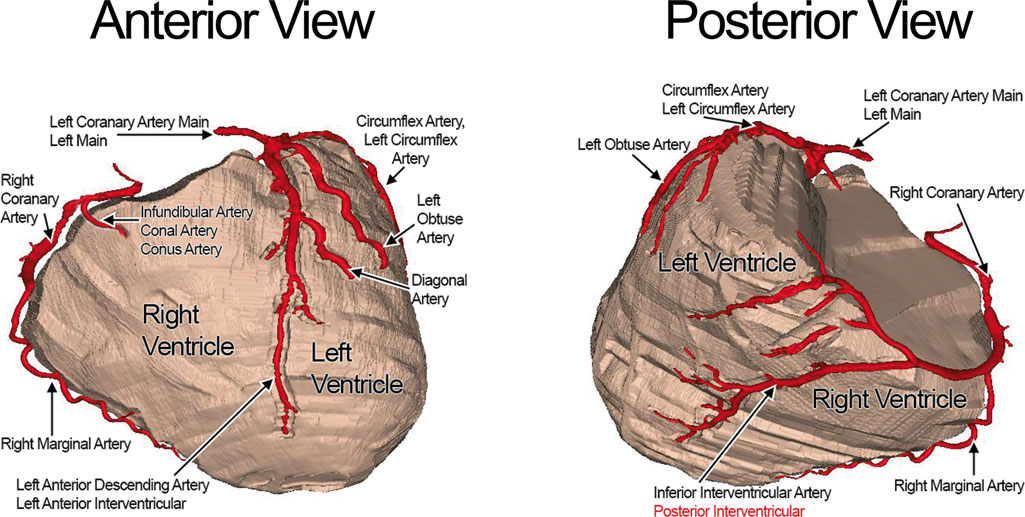 Anterior View
Left Coranary Artery Main
Left Main
Circumflex Artery,
Left Circumflex
Artery
Right
Coranary
Artery
Infundibular Artery
Conal Artery
Conus Artery
Left
Obtuse
Artery
Diagonal
Artery
Right
Ventricle
Left
Ventricle
Right Marginal Artery
Left Anterior Descending Artery
Left Anterior Interventricular
Posterior View
Circumflex Artery
Left Circumflex Artery
Left Coranary Artery Main
Left Main
Left Obtuse Artery
Right Coranary Artery
Left Ventricle
Right Ventricle
Inferior Interventricular Artery
Posterior Interventricular
Right Marginal Artery